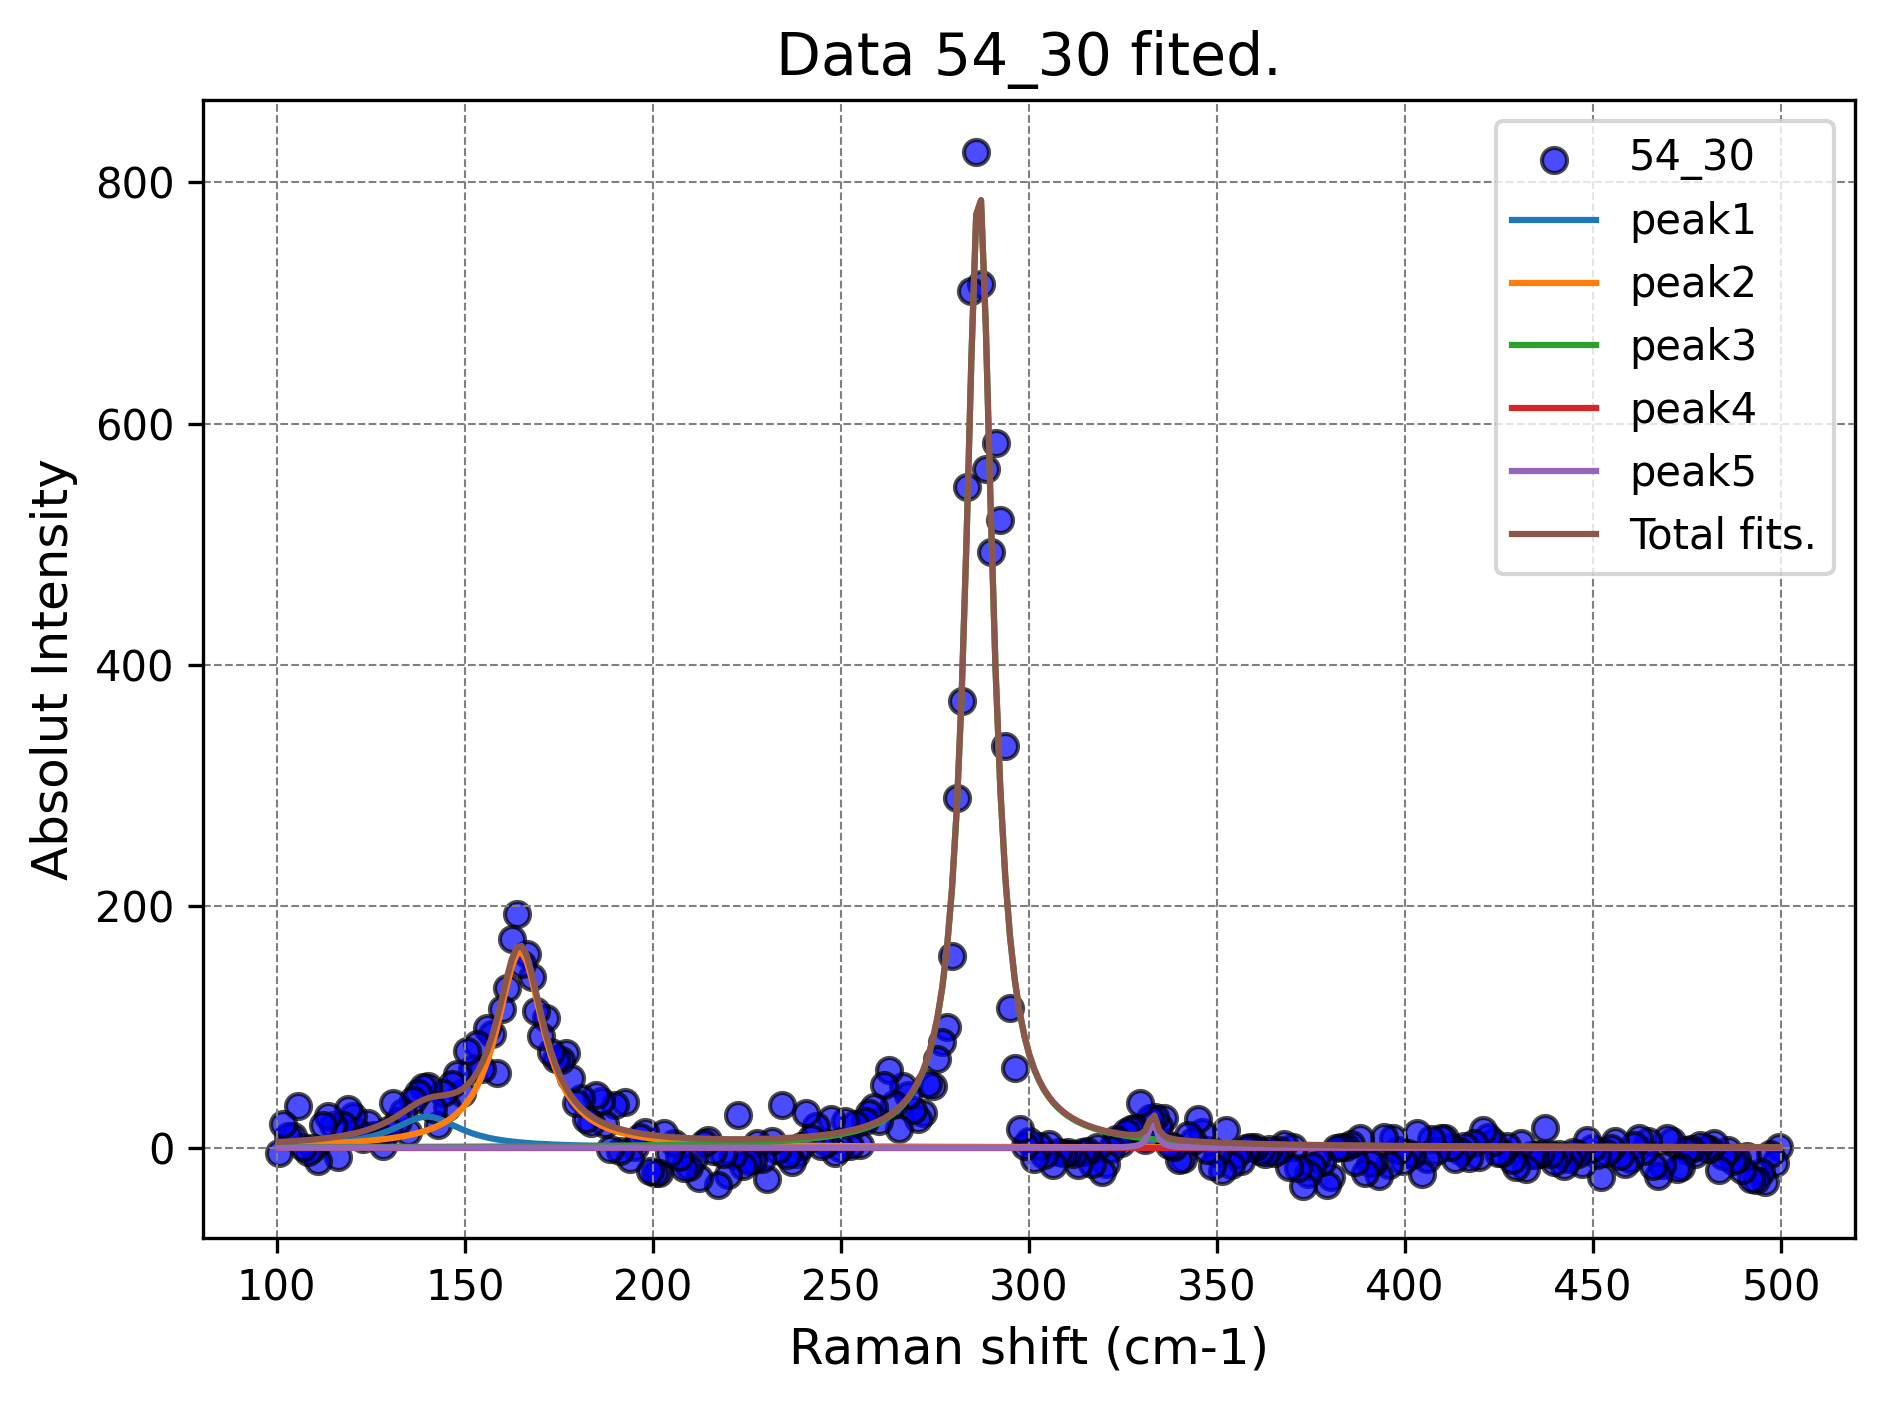 Data 54_30 fited.
Absolut Intensity
800
600
400
200
0
54_30
peak1
peak2
peak3
peak4
peak5
Total fits.
100 150 200 250 300 350 400 450 500
Raman shift (cm-1)